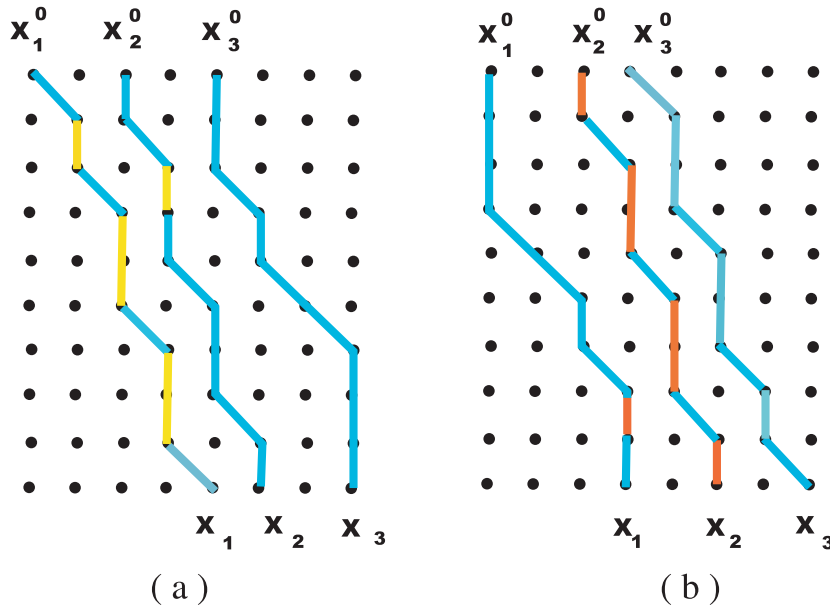 X₁⁰ X₂⁰ X₃⁰
X₁⁰ X₂⁰ X₃⁰
X₁ X₂ X₃
X₁ X₂ X₃
( a )
( b )